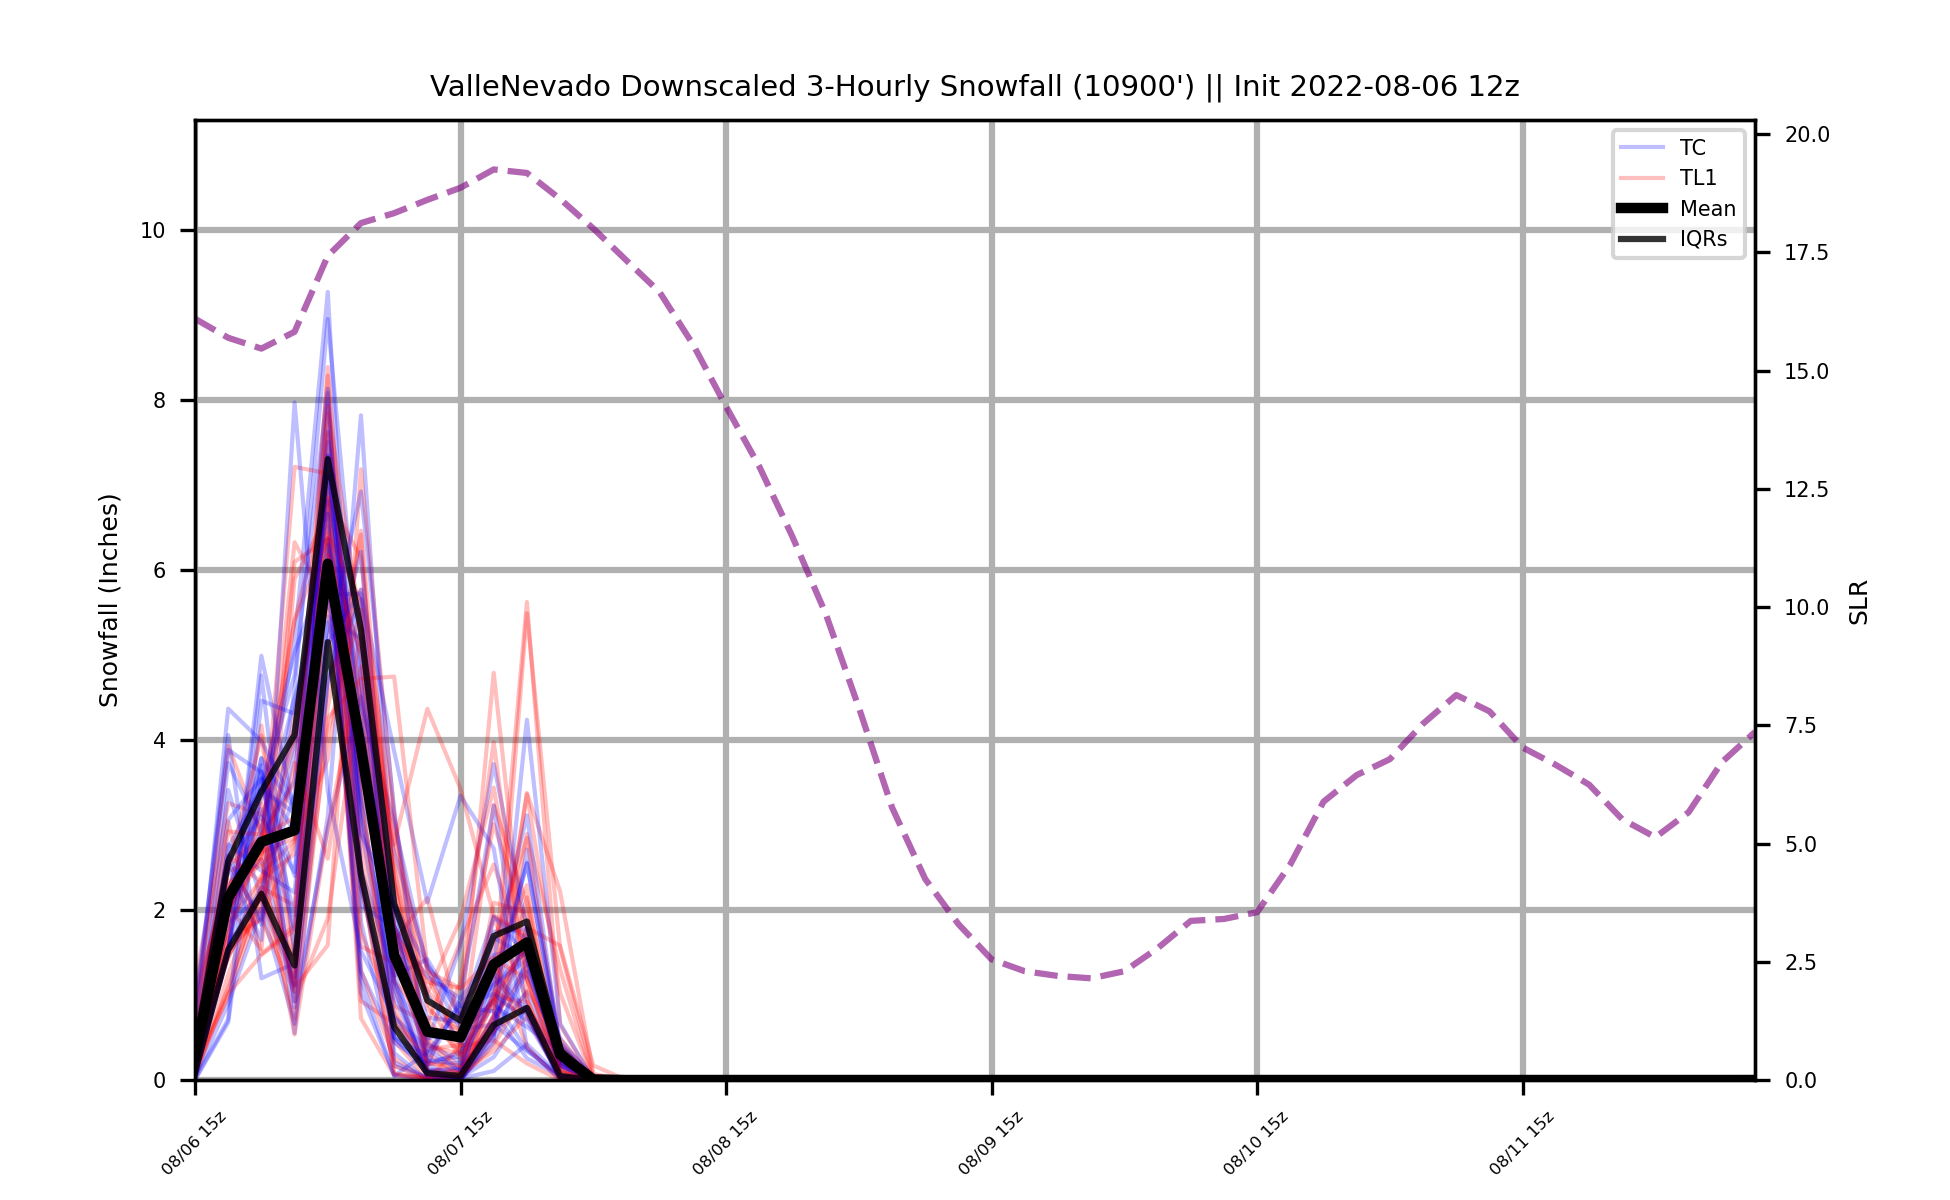 ValleNevado Downscaled 3-Hourly Snowfall (10900') || Init 2022-08-06 12z
TC
TL1
Mean
IQRs
Snowfall (Inches)
10
8
6
4
2
0
SLR
20.0
17.5
15.0
12.5
10.0
7.5
5.0
2.5
0.0
08/06 15z
08/07 15z
08/08 15z
08/09 15z
08/10 15z
08/11 15z